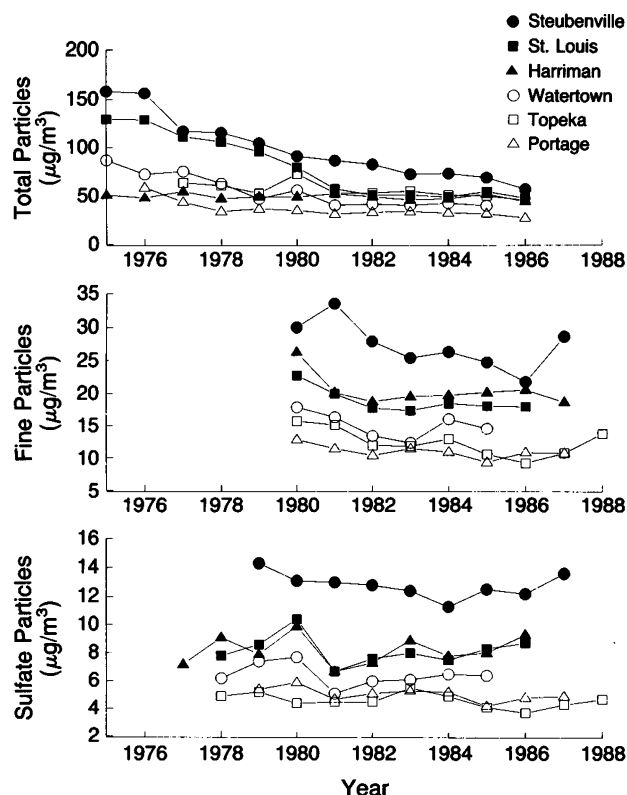 Steubenville
St. Louis
Harriman
Watertown
Topeka
Portage
Total Particles
(μg/m³)
200
150
100
50
0
1976 1978 1980 1982 1984 1986 1988
Fine Particles
(μg/m³)
35
30
25
20
15
10
5
1976 1978 1980 1982 1984 1986 1988
Sulfate Particles
(μg/m³)
16
14
12
10
8
6
4
2
1976 1978 1980 1982 1984 1986 1988
Year